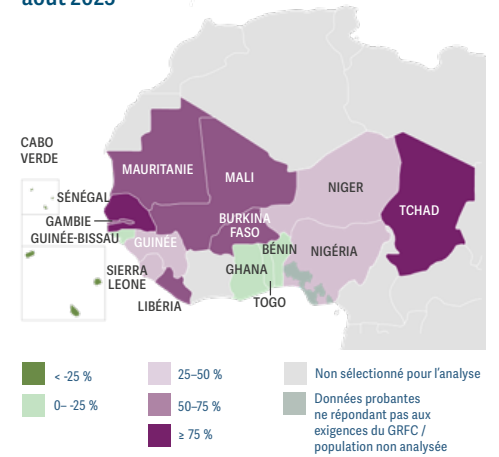 août 2023
CABO
VERDE
MAURITANIE
MALI
NIGER
TCHAD
SÉNÉGAL
GAMBIE
GUINÉE-BISSAU
GUINÉE
BURKINA
FASO
BÉNIN
NIGÉRIA
GHANA
SIERRA
LEONE
TOGO
LIBÉRIA
< -25 %
0– -25 %
25–50 %
50–75 %
≥ 75 %
Non sélectionné pour l’analyse
Données probantes
ne répondant pas aux
exigences du GRFC /
population non analysée